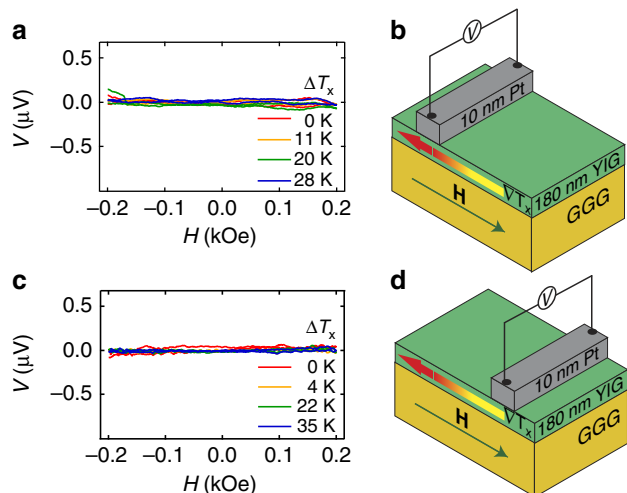 a
V (μV)
0.5
0.0
−0.5
ΔTx
0 K
11 K
20 K
28 K
−0.2 −0.1 0.0 0.1 0.2
H (kOe)
b
V
10 nm Pt
H
∇Tx
180 nm YIG
GGG
c
V (μV)
0.5
0.0
−0.5
ΔTx
0 K
4 K
22 K
35 K
−0.2 −0.1 0.0 0.1 0.2
H (kOe)
d
V
10 nm Pt
H
∇Tx
180 nm YIG
GGG